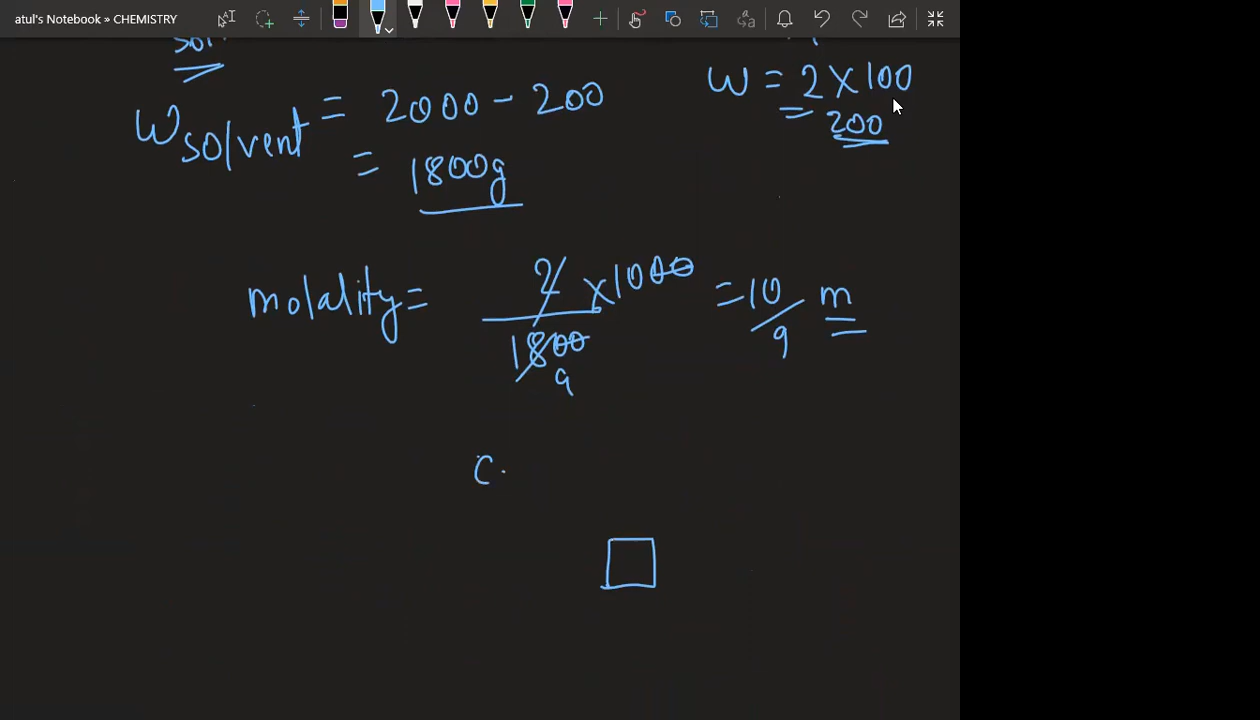 atul's Notebook » CHEMISTRY
W solvent = 2000 - 200
= 1800g
W = 2 X 100
= 200
molality = 2 x 1000 / 1800 = 10/9 m
9
C